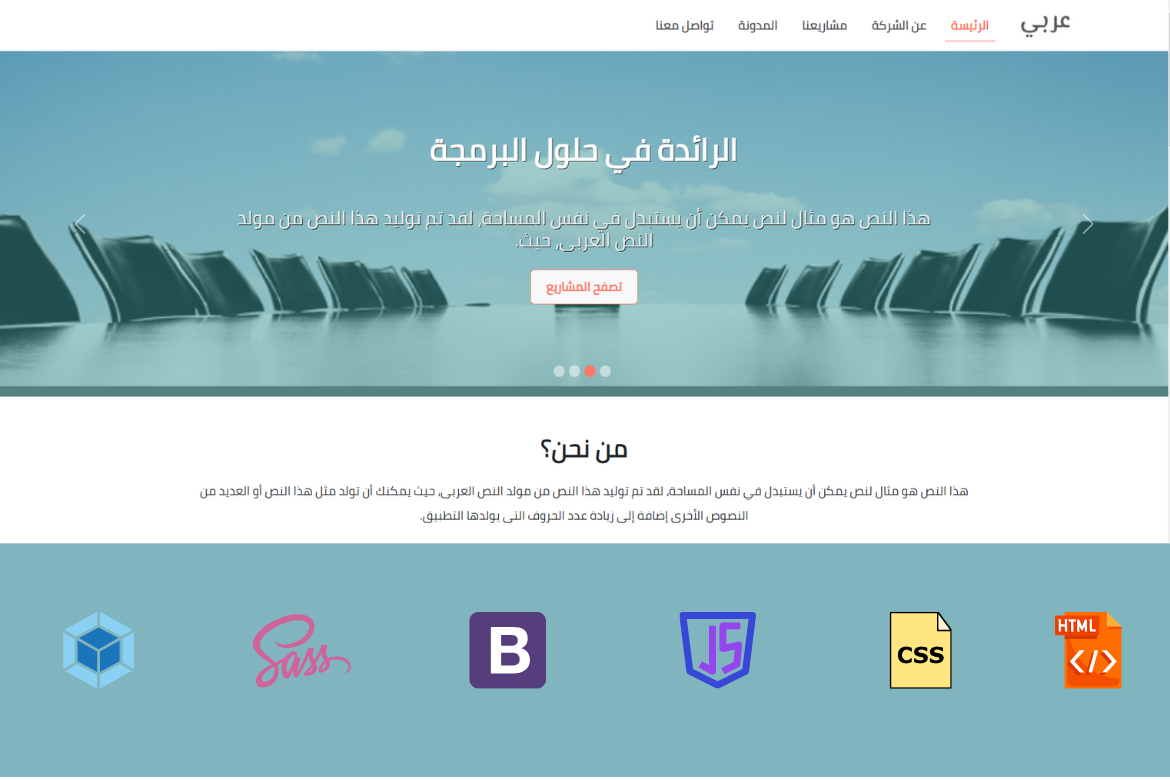 عربي
الرئيسة
عن الشركة
مشاريعنا
المدونة
تواصل معنا
الرائدة في حلول البرمجة
هذا النص هو مثال لنص يمكن أن يستبدل في نفس المساحة، لقد تم توليد هذا النص من مولد
النص العربى، حيث.
تصفح المشاريع
من نحن؟
هذا النص هو مثال لنص يمكن أن يستبدل في نفس المساحة، لقد تم توليد هذا النص من مولد النص العربى، حيث يمكنك أن تولد مثل هذا النص أو العديد من
النصوص الأخرى إضافة إلى زيادة عدد الحروف التى يولدها التطبيق.
HTML
</>
CSS
JS
B
Sass